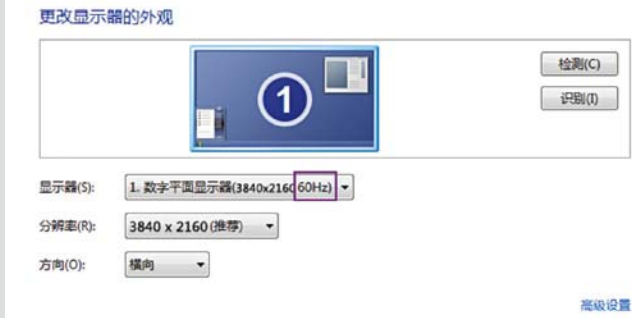 更改显示器的外观
1
检测(C)
识别(I)
显示器(S): 1. 数字平面显示器(3840x2160 60Hz)
分辨率(R): 3840 x 2160 (推荐)
方向(O): 横向
高级设置